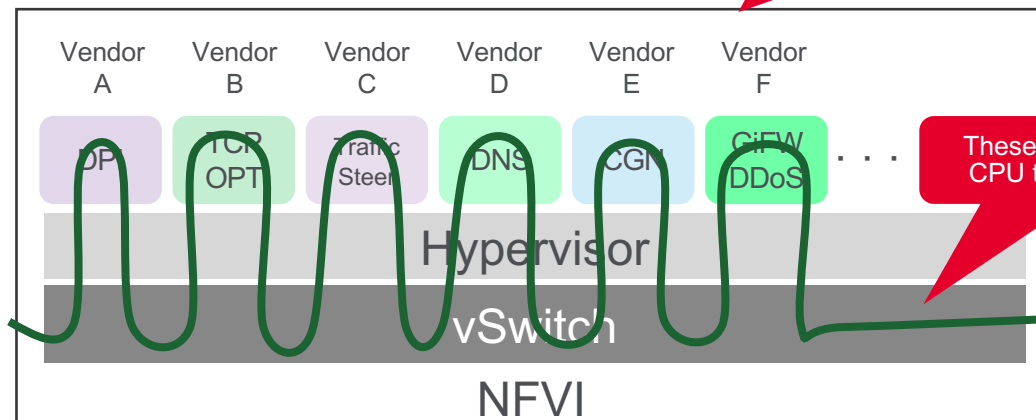 Vendor A
Vendor B
Vendor C
Vendor D
Vendor E
Vendor F
DPI
TCP
OPT
Traffic
Steer
DNS
CGN
GiFW
DDoS
. . .
These
CPU
Hypervisor
vSwitch
NFVI